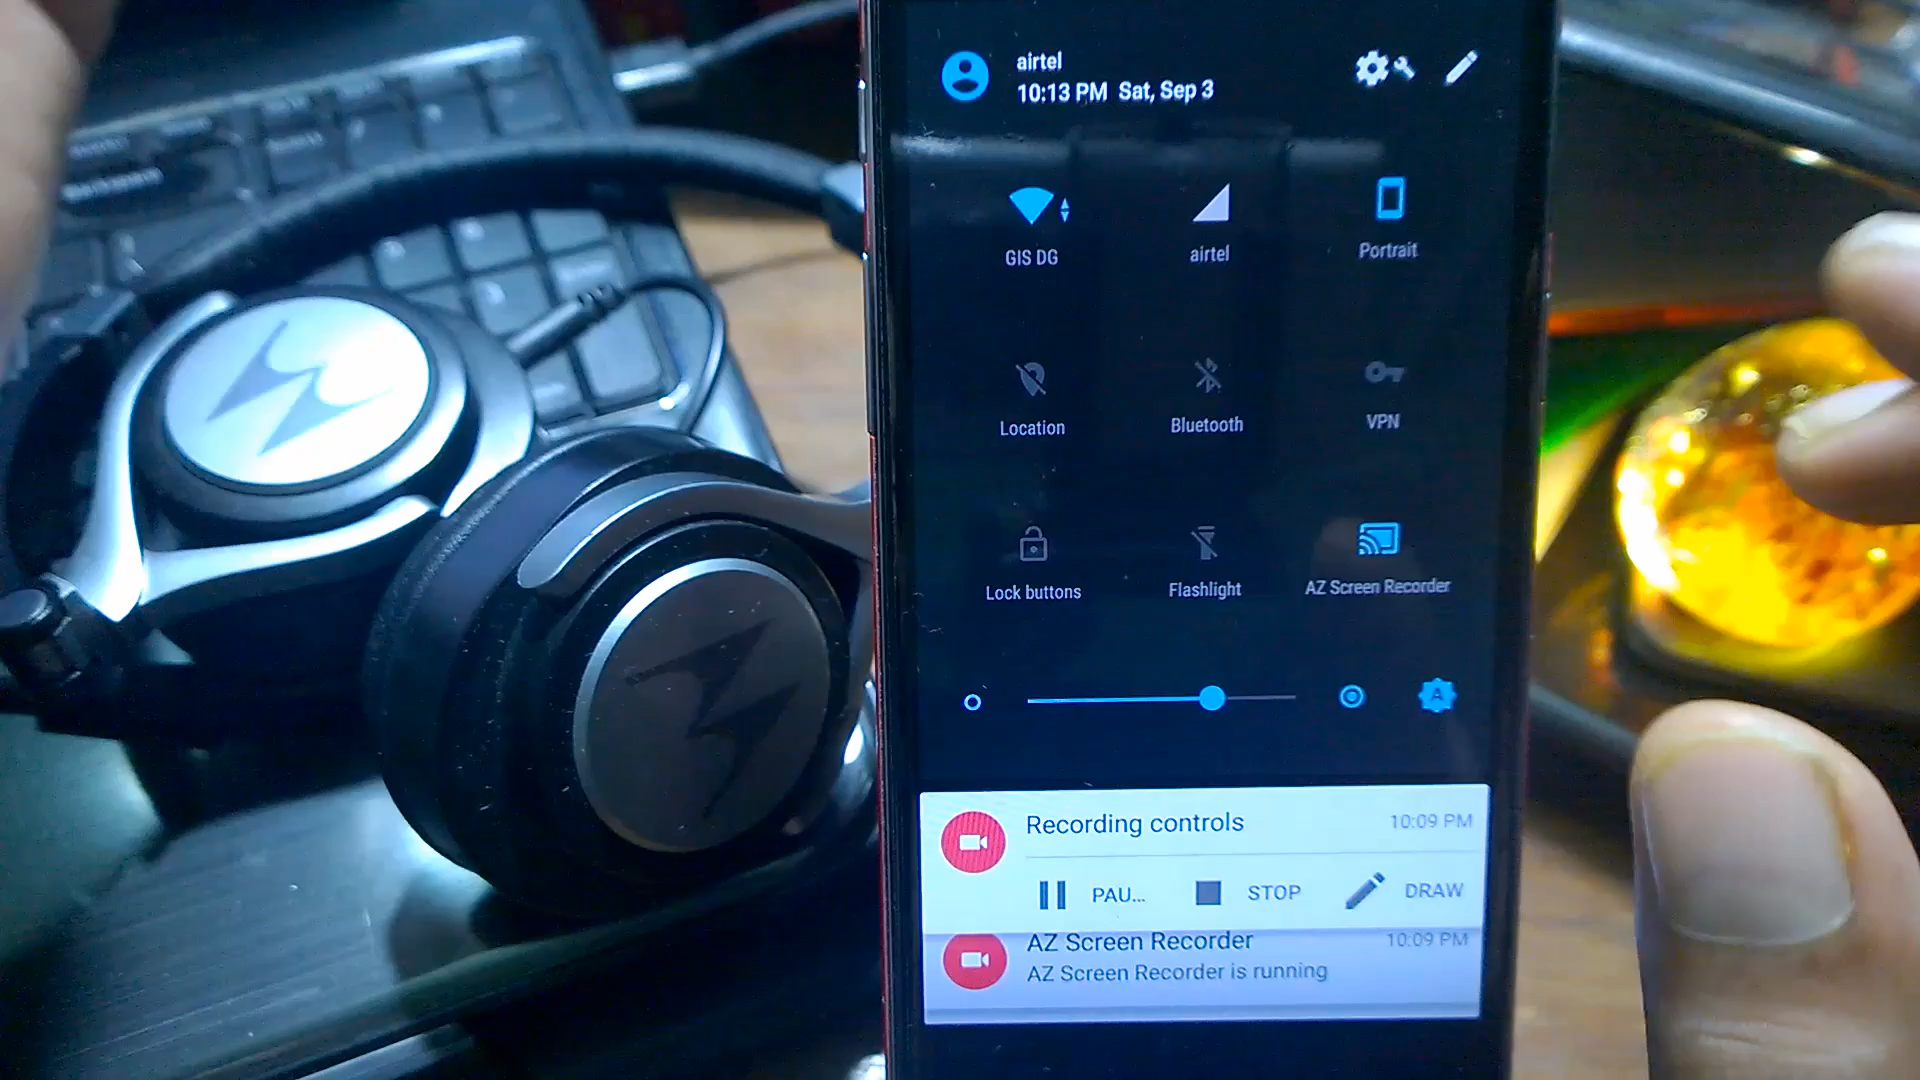 airtel
10:13 PM Sat, Sep 3
GIS DG
airtel
Portrait
Location
Bluetooth
VPN
Lock buttons
Flashlight
AZ Screen Recorder
A
Recording controls
10:09 PM
PAU...
STOP
DRAW
AZ Screen Recorder
10:09 PM
AZ Screen Recorder is running